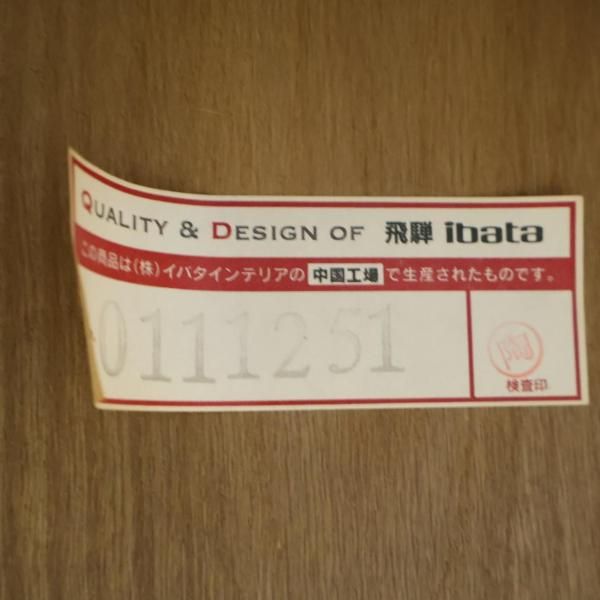 QUALITY & DESIGN OF 飛騨 ibata
この商品は(株)イバタインテリアの 中国工場 で生産されたものです。
0111251
検査印